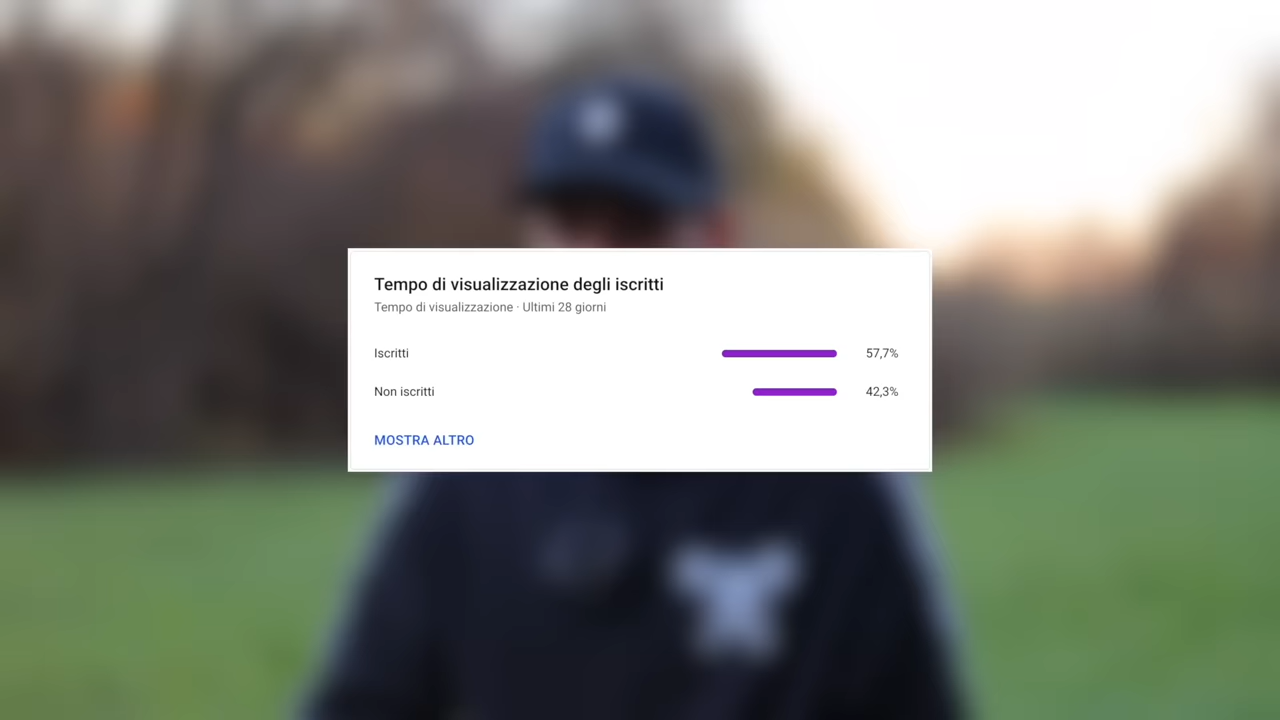 Tempo di visualizzazione degli iscritti
Tempo di visualizzazione · Ultimi 28 giorni
Iscritti 57,7%
Non iscritti 42,3%
MOSTRA ALTRO